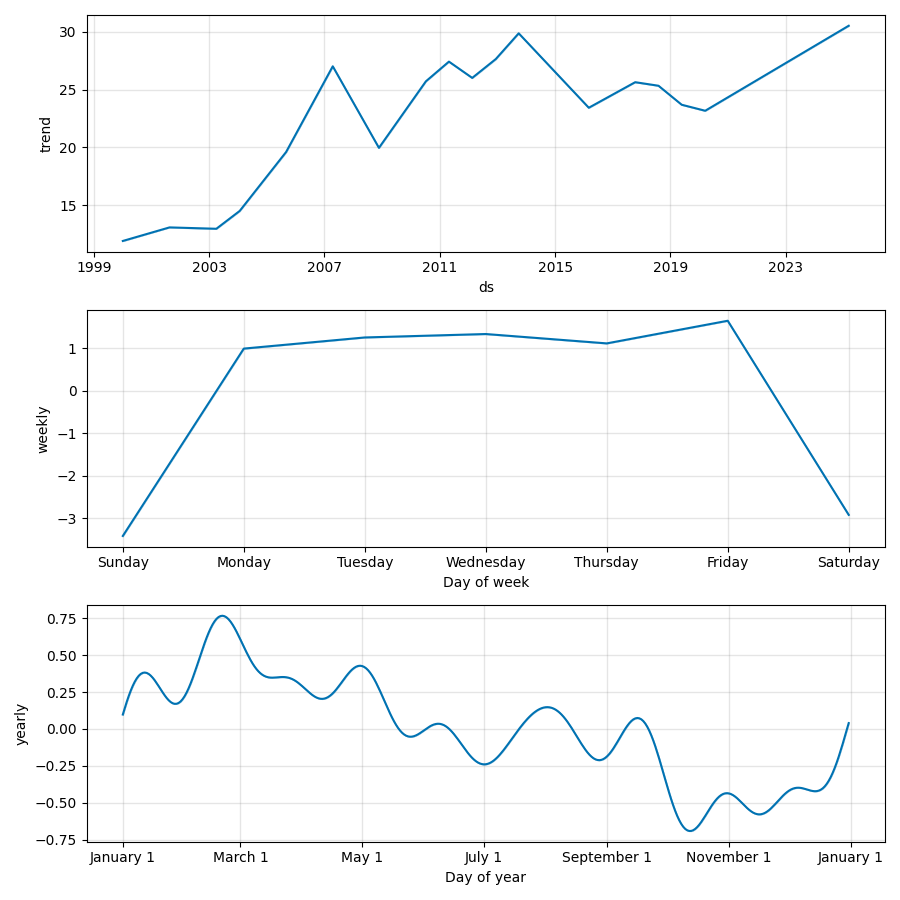 30
25
20
15
trend
1999 2003 2007 2011 2015 2019 2023
ds
1
0
−1
−2
−3
weekly
Sunday Monday Tuesday Wednesday Thursday Friday Saturday
Day of week
0.75
0.50
0.25
0.00
−0.25
−0.50
−0.75
yearly
January 1 March 1 May 1 July 1 September 1 November 1 January 1
Day of year